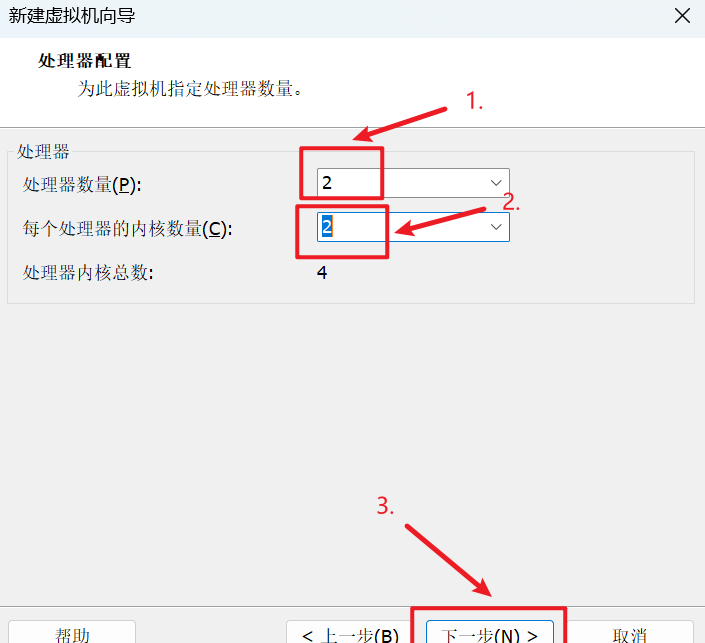 新建虚拟机向导
处理器配置
为此虚拟机指定处理器数量。
1.
处理器
处理器数量(P): 2
2.
每个处理器的内核数量(C): 2
处理器内核总数: 4
3.
帮助 < 上一步(B) 下一步(N) > 取消